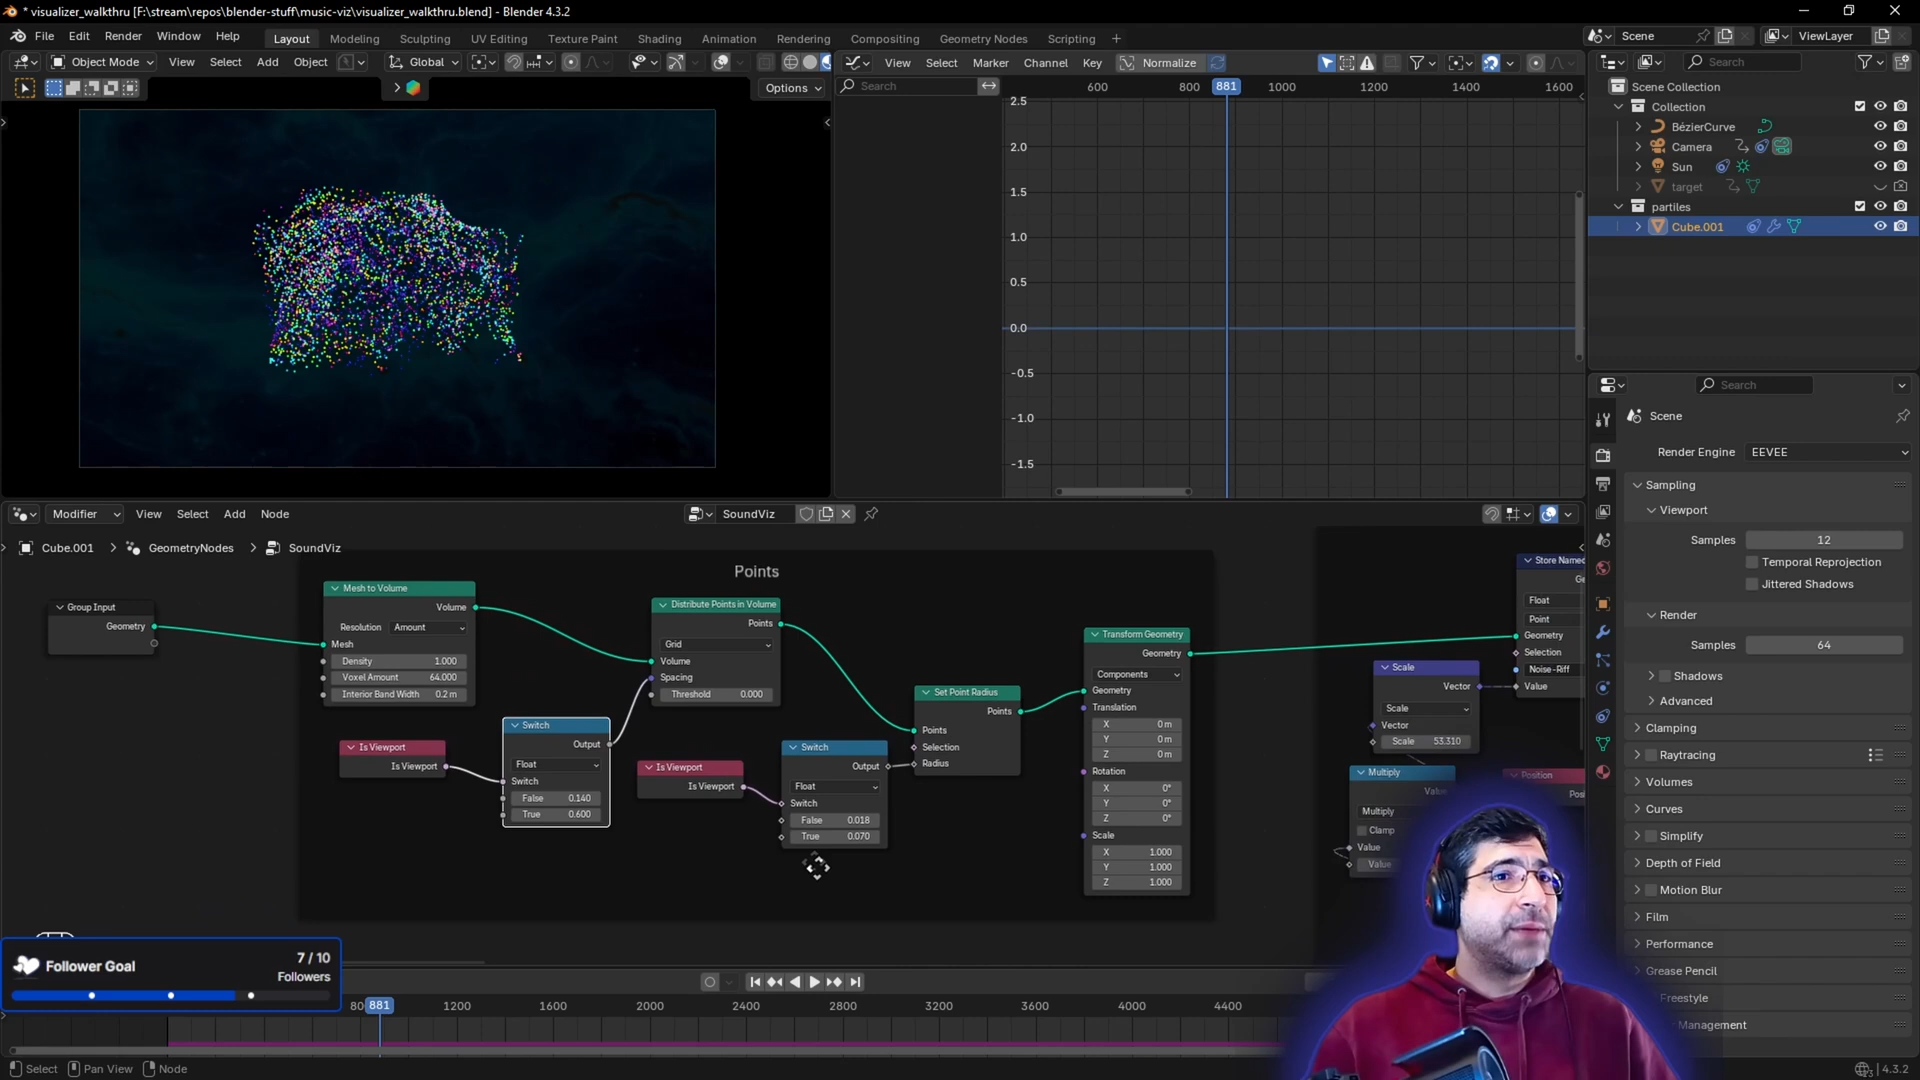 * visualizer_walkthru [F:\stream\repos\blender-stuff\music-viz\visualizer_walkthru.blend] - Blender 4.3.2
File Edit Render Window Help
Layout Modeling Sculpting UV Editing Texture Paint Shading Animation Rendering Compositing Geometry Nodes Scripting +
Scene
ViewLayer
Object Mode View Select Add Object Global
Options
View Select Marker Channel Key Normalize
Search
600 800 881 1000 1200 1400 1600
2.5
2.0
1.5
1.0
0.5
0.0
-0.5
-1.0
-1.5
Search
Scene Collection
Collection
BézierCurve
Camera
Sun
target
partiles
Cube.001
Search
Scene
Render Engine EEVEE
Sampling
Viewport
Samples 12
Temporal Reprojection
Jittered Shadows
Render
Samples 64
Shadows
Advanced
Clamping
Raytracing
Volumes
Curves
Simplify
Depth of Field
Motion Blur
Film
Performance
Grease Pencil
Freestyle
Management
Modifier View Select Add Node
SoundViz
Cube.001 > GeometryNodes > SoundViz
Points
Group Input
Geometry
Mesh to Volume
Volume
Resolution Amount
Mesh
Density 1.000
Voxel Amount 64.000
Interior Band Width 0.2 m
Is Viewport
Is Viewport
Switch
Output
Float
Switch
False 0.140
True 0.600
Distribute Points in Volume
Points
Grid
Volume
Spacing
Threshold 0.000
Is Viewport
Is Viewport
Switch
Output
Float
Switch
False 0.018
True 0.070
Set Point Radius
Points
Points
Selection
Radius
Transform Geometry
Geometry
Components
Geometry
Translation
X 0 m
Y 0 m
Z 0 m
Rotation
X 0°
Y 0°
Z 0°
Scale
X 1.000
Y 1.000
Z 1.000
Scale
Vector
Scale
Vector
Scale 53.310
Multiply
Multiply
Clamp
Value
Value
Store Named
Float
Point
Geometry
Selection
Noise-Riff
Value
Position
Follower Goal
7 / 10
Followers
881 1200 1600 2000 2400 2800 3200 3600 4000 4400
Select Pan View Node
4.3.2